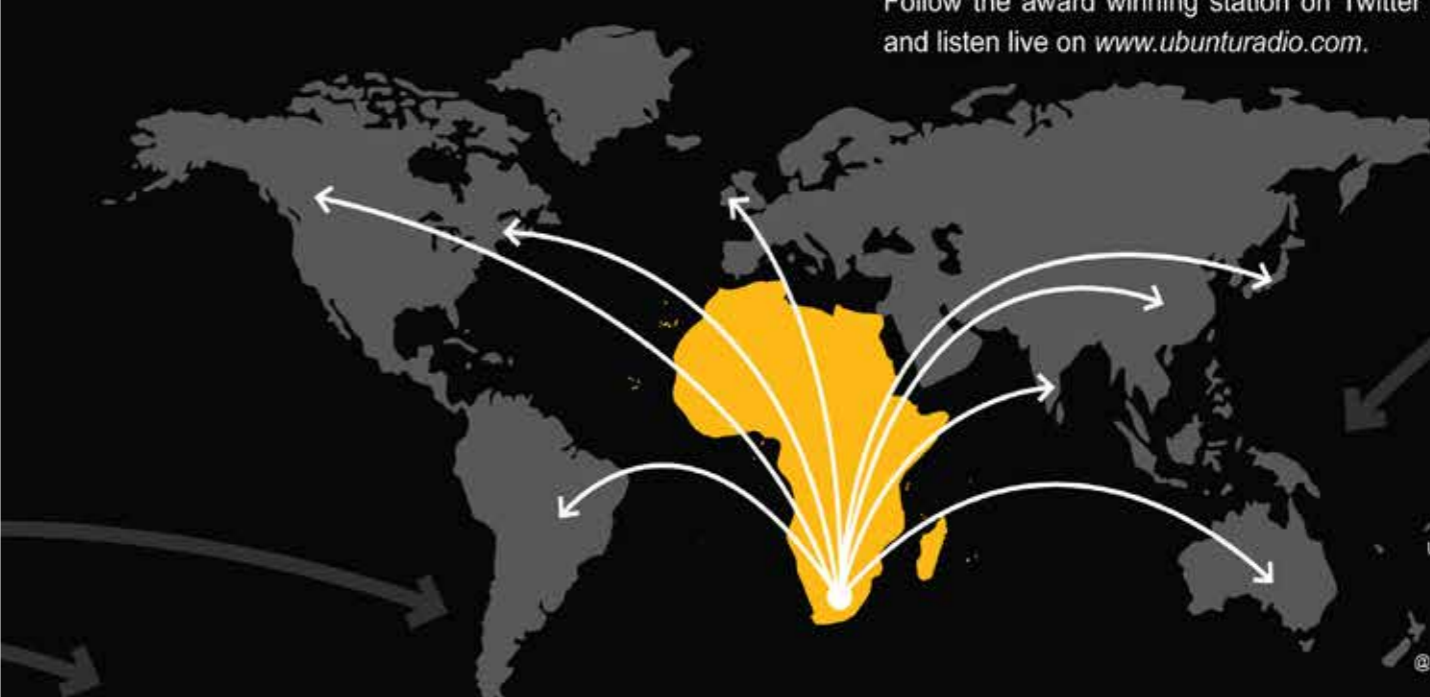 Follow the award winning station on Twitter
and listen live on www.ubunturadio.com.
@